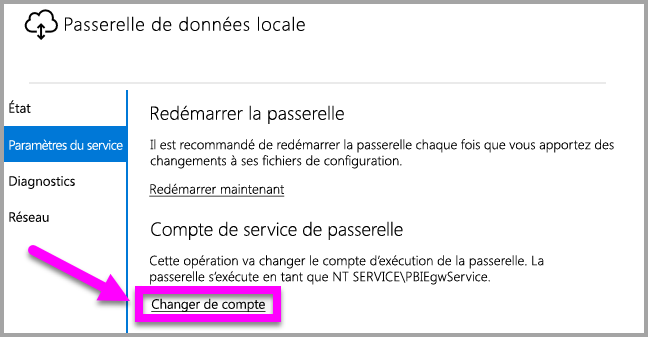 Passerelle de données locale
État
Paramètres du service
Diagnostics
Réseau
Redémarrer la passerelle
Il est recommandé de redémarrer la passerelle chaque fois que vous apportez des
changements à ses fichiers de configuration.
Redémarrer maintenant
Compte de service de passerelle
Cette opération va changer le compte d'exécution de la passerelle. La
passerelle s'exécute en tant que NT SERVICE\PBIEgwService.
Changer de compte